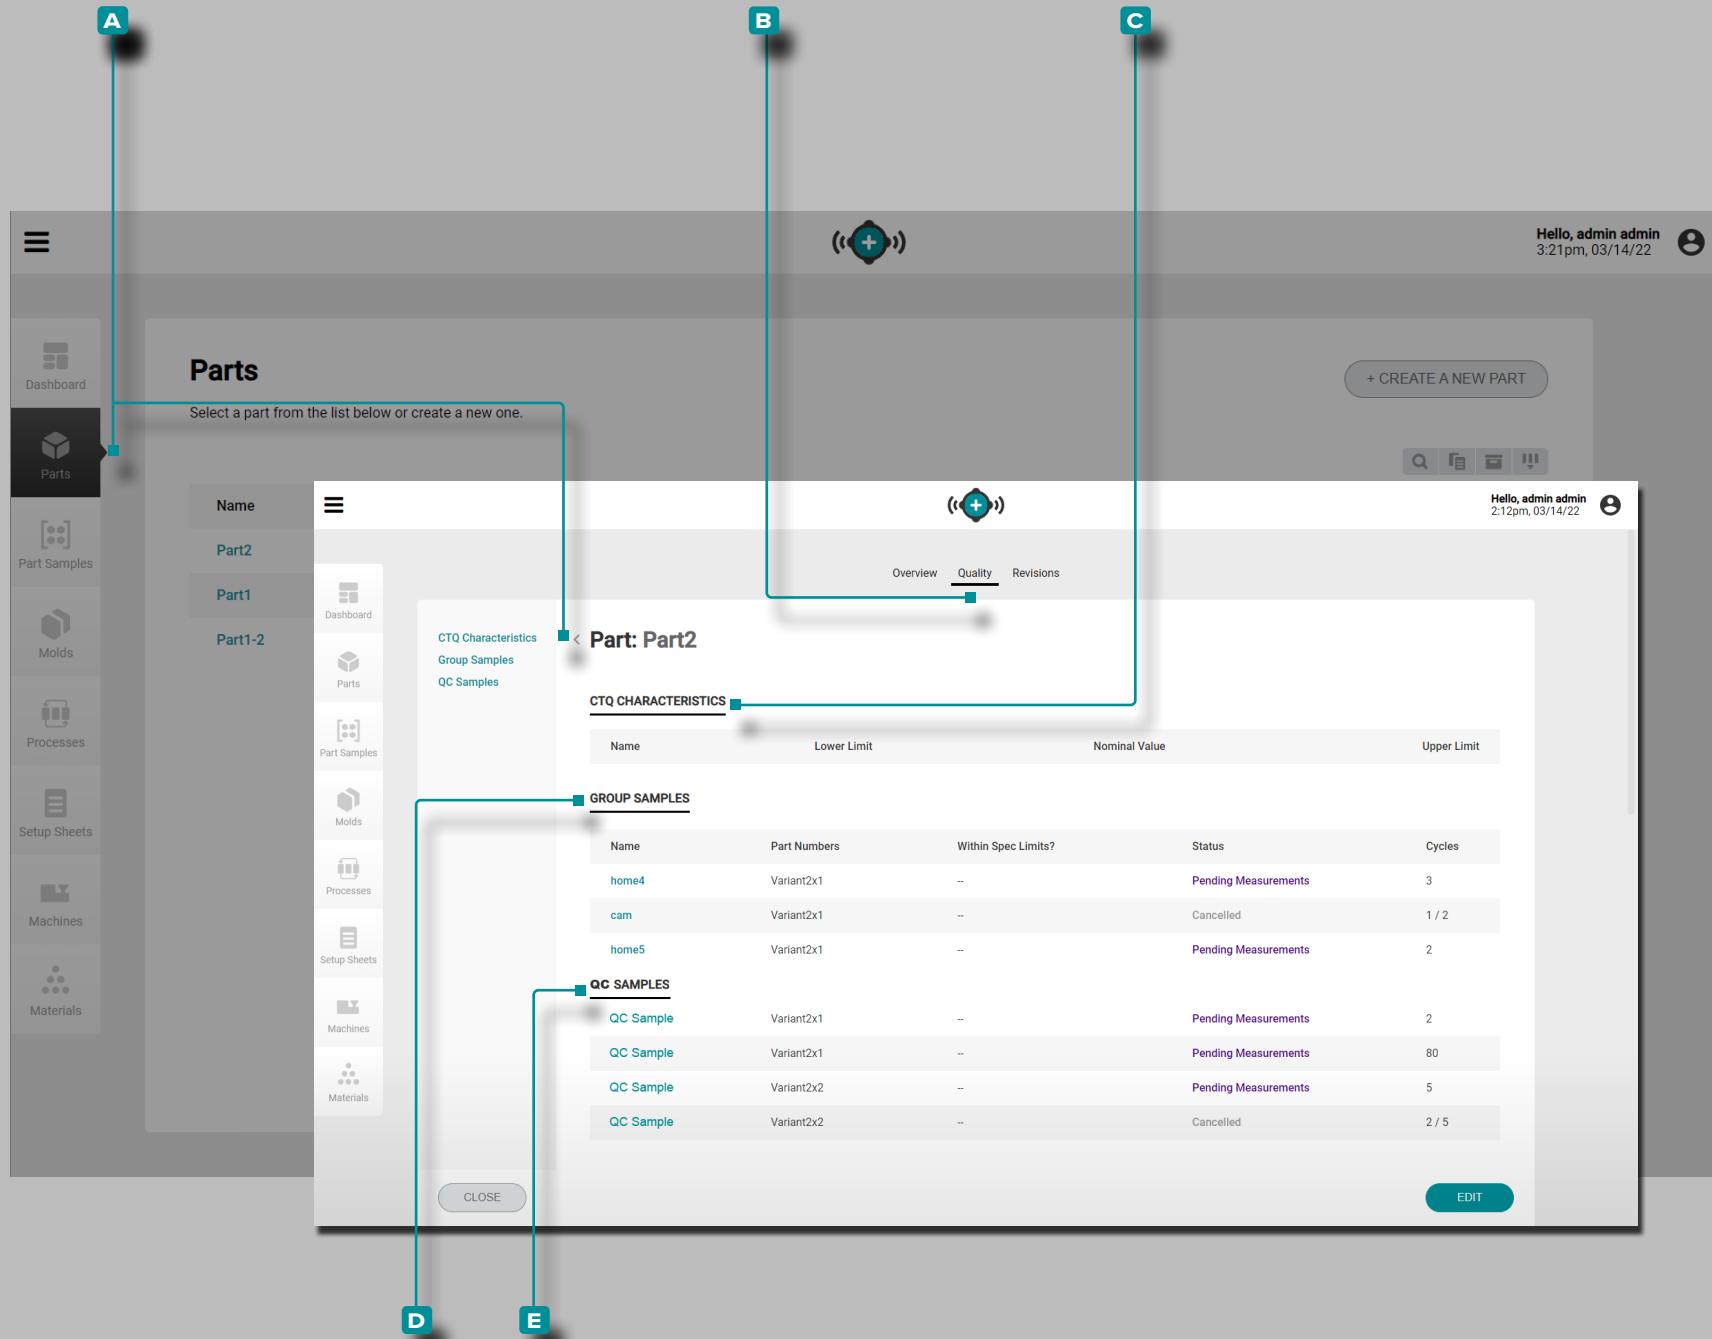 A
B
C
Hello, admin admin
3:21pm, 03/14/22
Dashboard
Parts
Part Samples
Molds
Processes
Setup Sheets
Machines
Materials
Parts
+ CREATE A NEW PART
Select a part from the list below or create a new one.
Name
Part2
Part1
Part1-2
Hello, admin admin
2:12pm, 03/14/22
Overview Quality Revisions
Dashboard
Parts
Part Samples
Molds
Processes
Setup Sheets
Machines
Materials
CTQ Characteristics
Group Samples
QC Samples
< Part: Part2
CTQ CHARACTERISTICS
Name Lower Limit Nominal Value Upper Limit
GROUP SAMPLES
Name Part Numbers Within Spec Limits? Status Cycles
home4 Variant2x1 -- Pending Measurements 3
cam Variant2x1 -- Cancelled 1 / 2
home5 Variant2x1 -- Pending Measurements 2
QC SAMPLES
QC Sample Variant2x1 -- Pending Measurements 2
QC Sample Variant2x1 -- Pending Measurements 80
QC Sample Variant2x2 -- Pending Measurements 5
QC Sample Variant2x2 -- Cancelled 2 / 5
CLOSE
EDIT
D
E